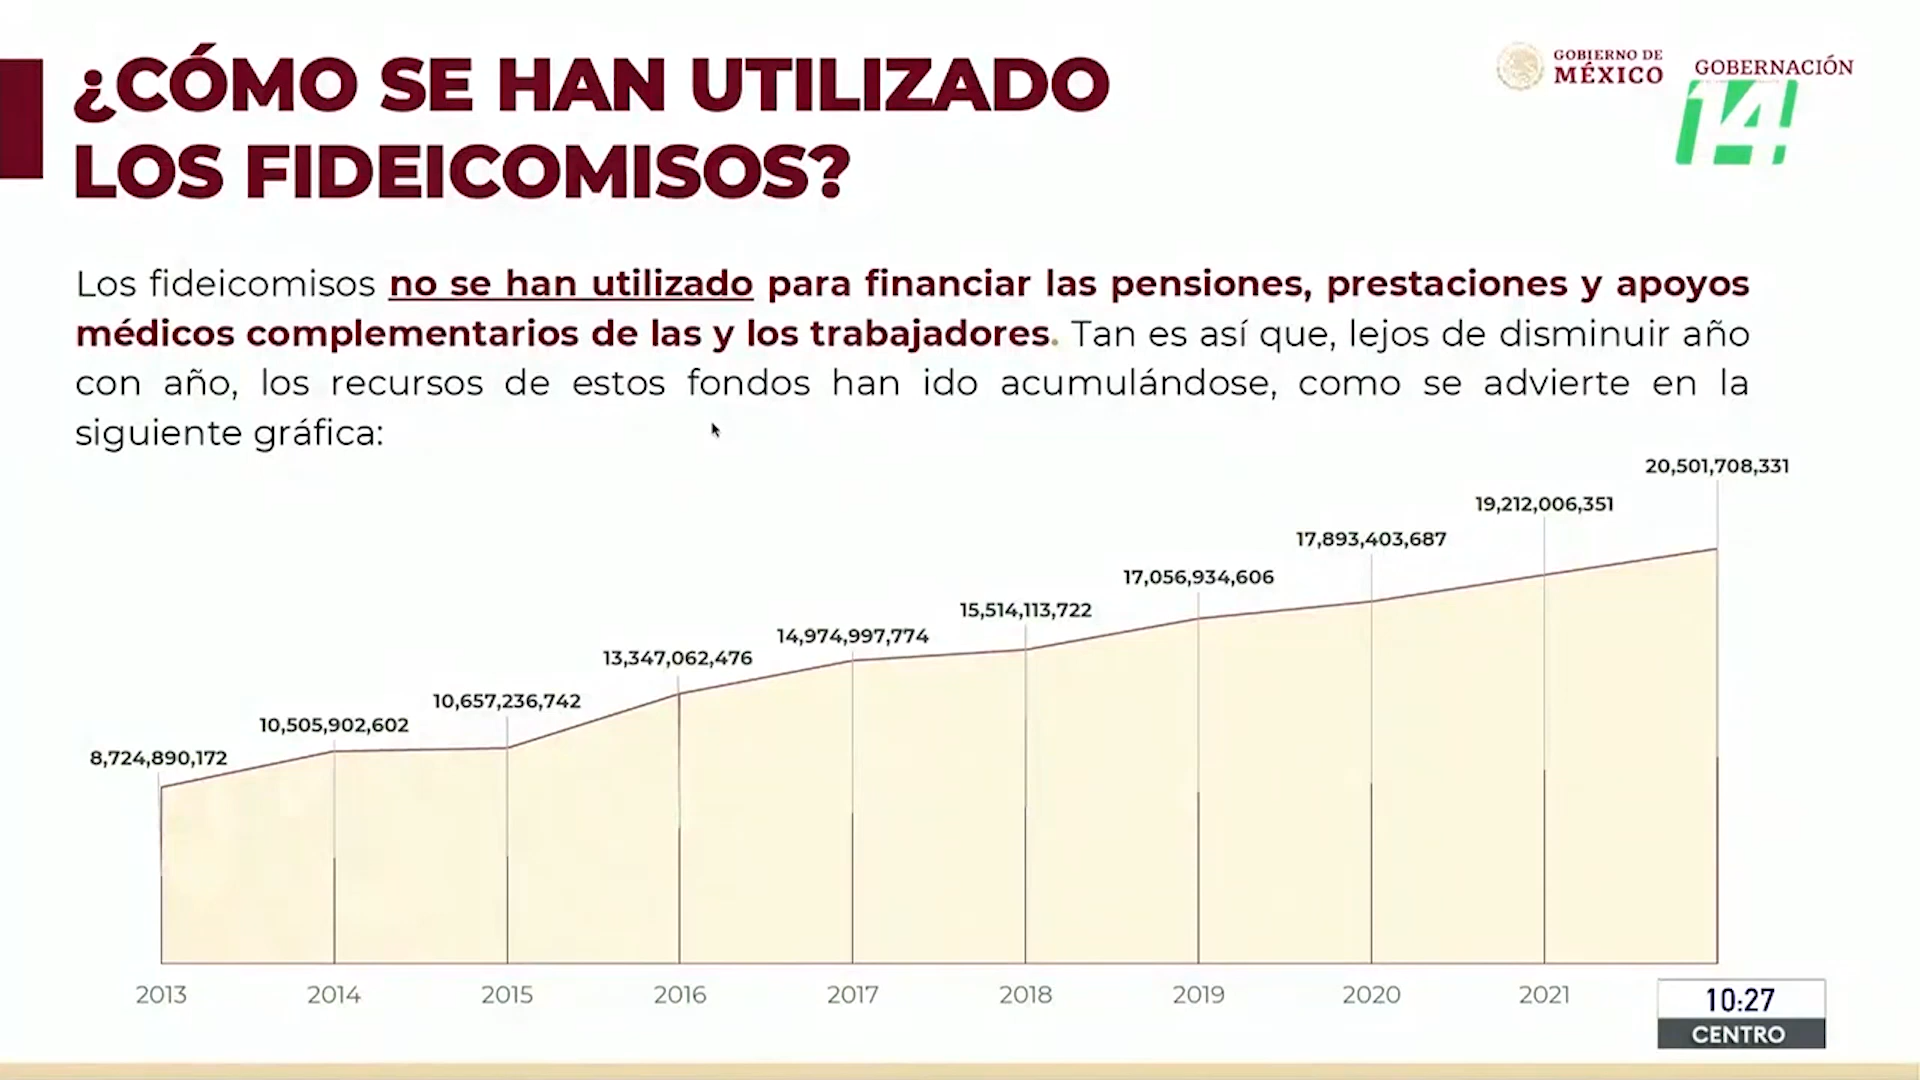 ¿CÓMO SE HAN UTILIZADO
LOS FIDEICOMISOS?
GOBIERNO DE
MÉXICO
GOBERNACIÓN
14
Los fideicomisos no se han utilizado para financiar las pensiones, prestaciones y apoyos
médicos complementarios de las y los trabajadores. Tan es así que, lejos de disminuir año
con año, los recursos de estos fondos han ido acumulándose, como se advierte en la
siguiente gráfica:
8,724,890,172
10,505,902,602
10,657,236,742
13,347,062,476
14,974,997,774
15,514,113,722
17,056,934,606
17,893,403,687
19,212,006,351
20,501,708,331
2013 2014 2015 2016 2017 2018 2019 2020 2021
10:27
CENTRO